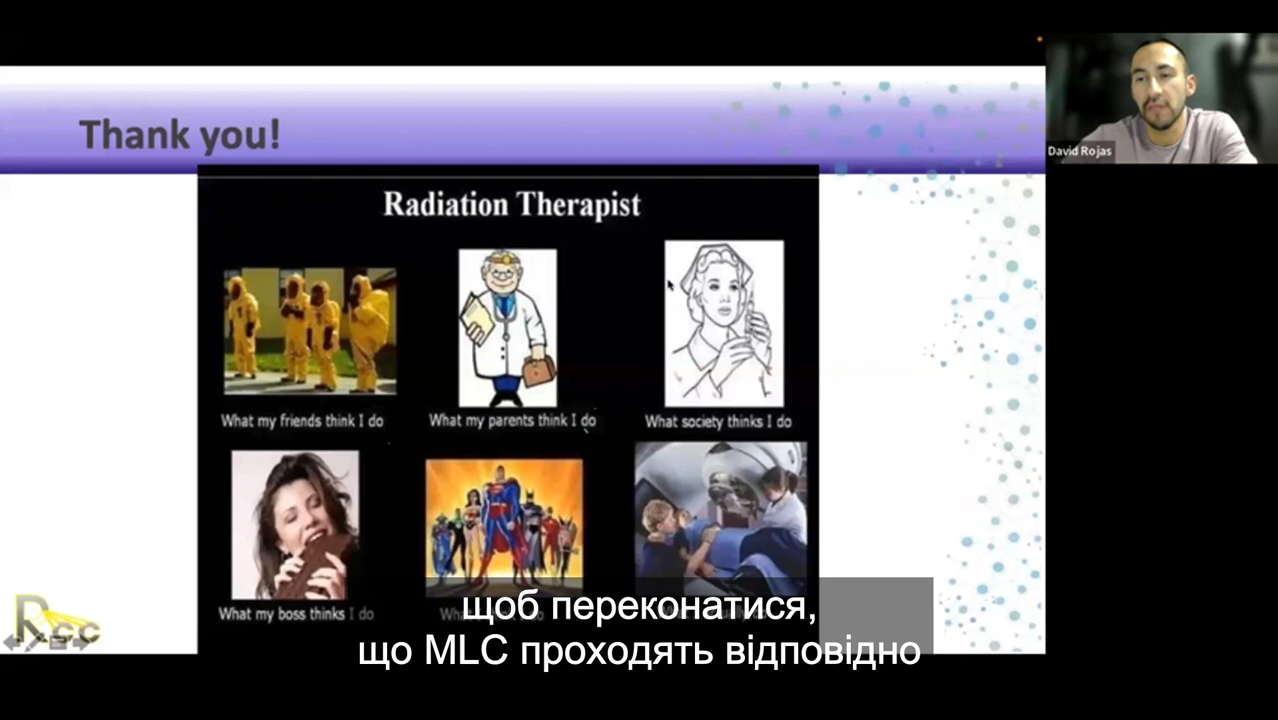 Thank you!
David Rojas
Radiation Therapist
What my friends think I do
What my parents think I do
What society thinks I do
What my boss thinks I do
щоб переконатися,
що MLC проходять відповідно